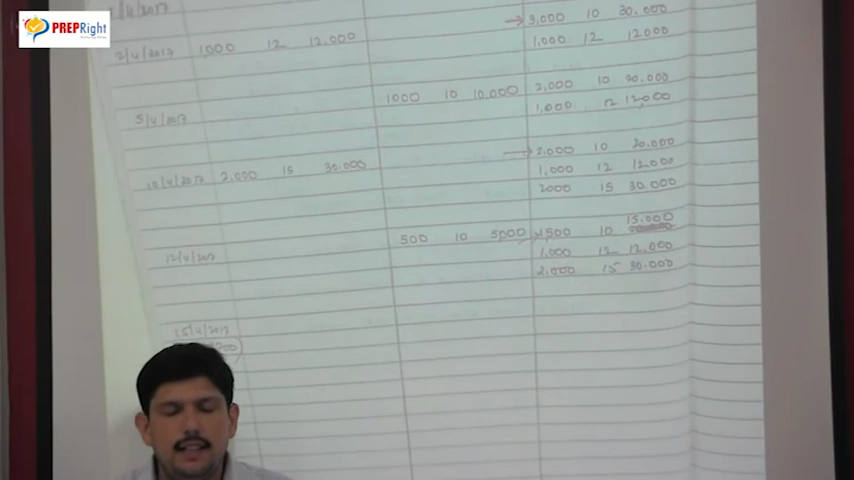 PREPRight
3,000 10 30.000
2/4/2017 1,000 12 12.000 1,000 12 12000
5/4/2017 1000 10 10,000 2,000 10 20.000
1,000 12 12,000
10/4/2017 2,000 15 30.000 2,000 10 20.000
1,000 12 12,000
2000 15 30.000
15.000
12/4/2017 500 10 5000 1500 10
1,000 12 12.000
2,000 15 30.000
15/4/2017